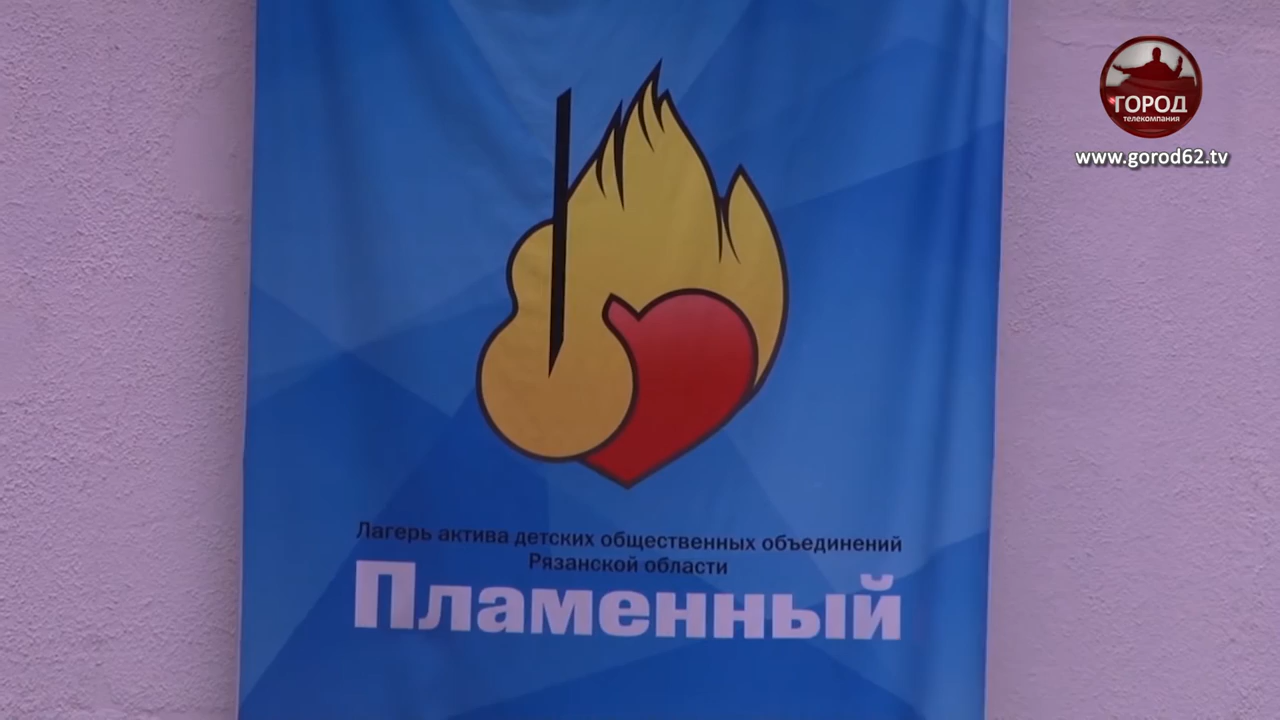 ГОРОД
телекомпания
www.gorod62.tv
Лагерь актива детских общественных объединений
Рязанской области
Пламенный